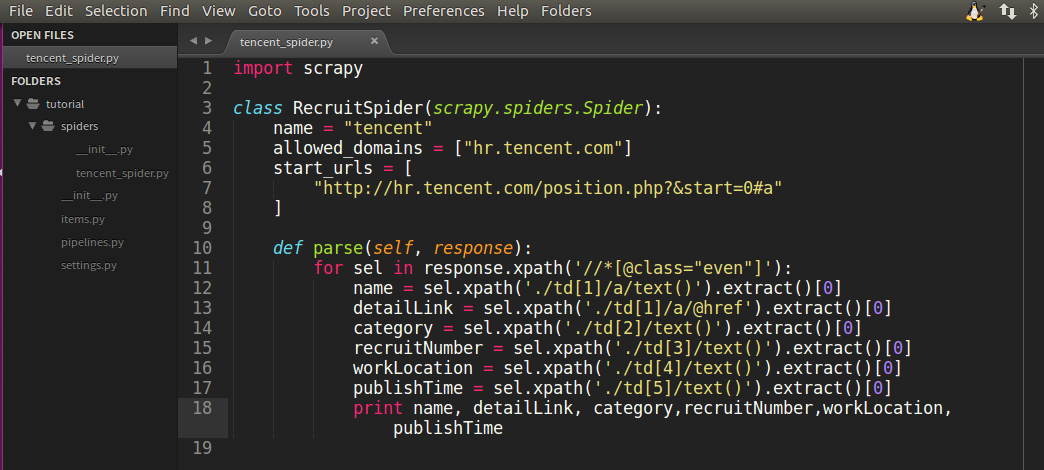 File Edit Selection Find View Goto Tools Project Preferences Help Folders
OPEN FILES
tencent_spider.py
FOLDERS
tutorial
spiders
__init__.py
tencent_spider.py
__init__.py
items.py
pipelines.py
settings.py
tencent_spider.py ×
1 import scrapy
2
3 class RecruitSpider(scrapy.spiders.Spider):
4     name = "tencent"
5     allowed_domains = ["hr.tencent.com"]
6     start_urls = [
7         "http://hr.tencent.com/position.php?&start=0#a"
8     ]
9
10     def parse(self, response):
11         for sel in response.xpath('//*[@class="even"]'):
12             name = sel.xpath('./td[1]/a/text()').extract()[0]
13             detailLink = sel.xpath('./td[1]/a/@href').extract()[0]
14             category = sel.xpath('./td[2]/text()').extract()[0]
15             recruitNumber = sel.xpath('./td[3]/text()').extract()[0]
16             workLocation = sel.xpath('./td[4]/text()').extract()[0]
17             publishTime = sel.xpath('./td[5]/text()').extract()[0]
18             print name, detailLink, category,recruitNumber,workLocation,
                publishTime
19